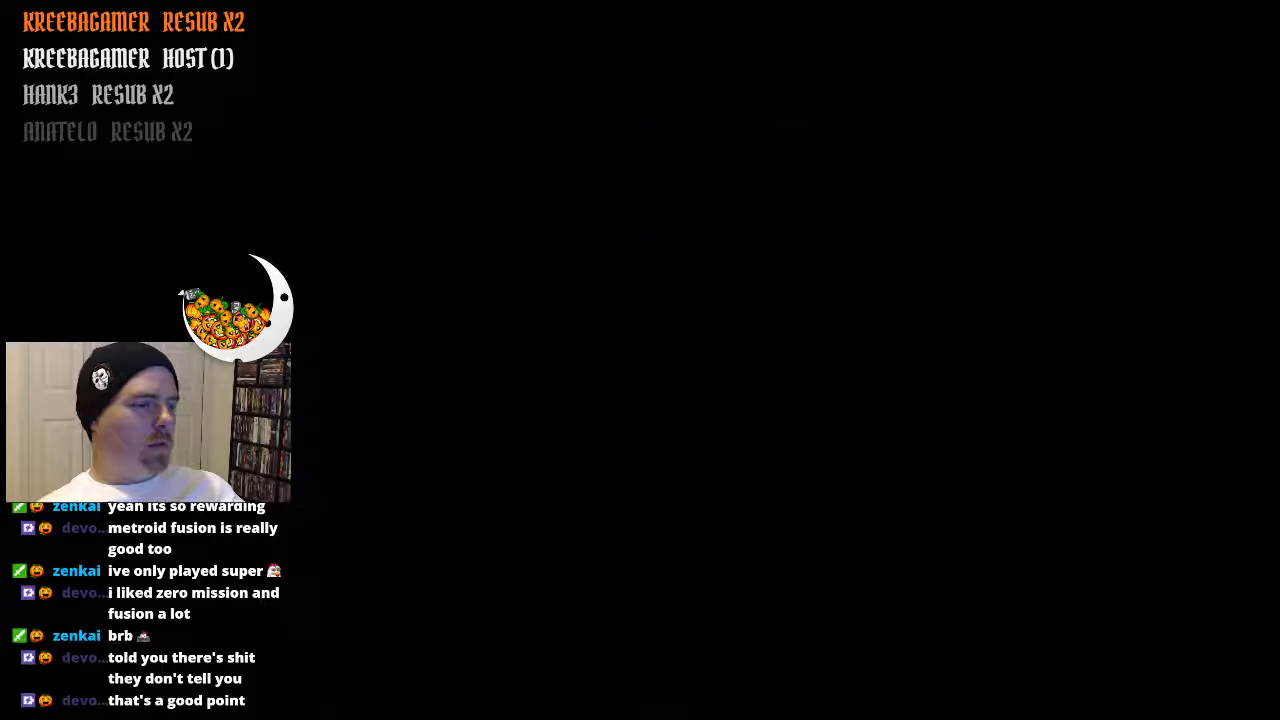 KREEBAGAMER RESUB X2
KREEBAGAMER HOST (1)
HANK3 RESUB X2
ANATELO RESUB X2
zenkai yeah its so rewarding
devo... metroid fusion is really
good too
zenkai ive only played super
devo... i liked zero mission and
fusion a lot
zenkai brb
devo... told you there's shit
they don't tell you
devo... that's a good point